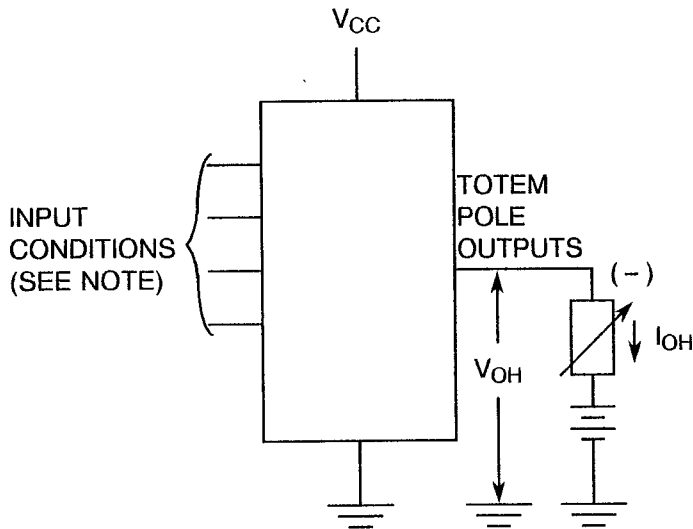 VCC
INPUT
CONDITIONS
(SEE NOTE)
TOTEM
POLE
OUTPUTS
(–)
IOH
VOH